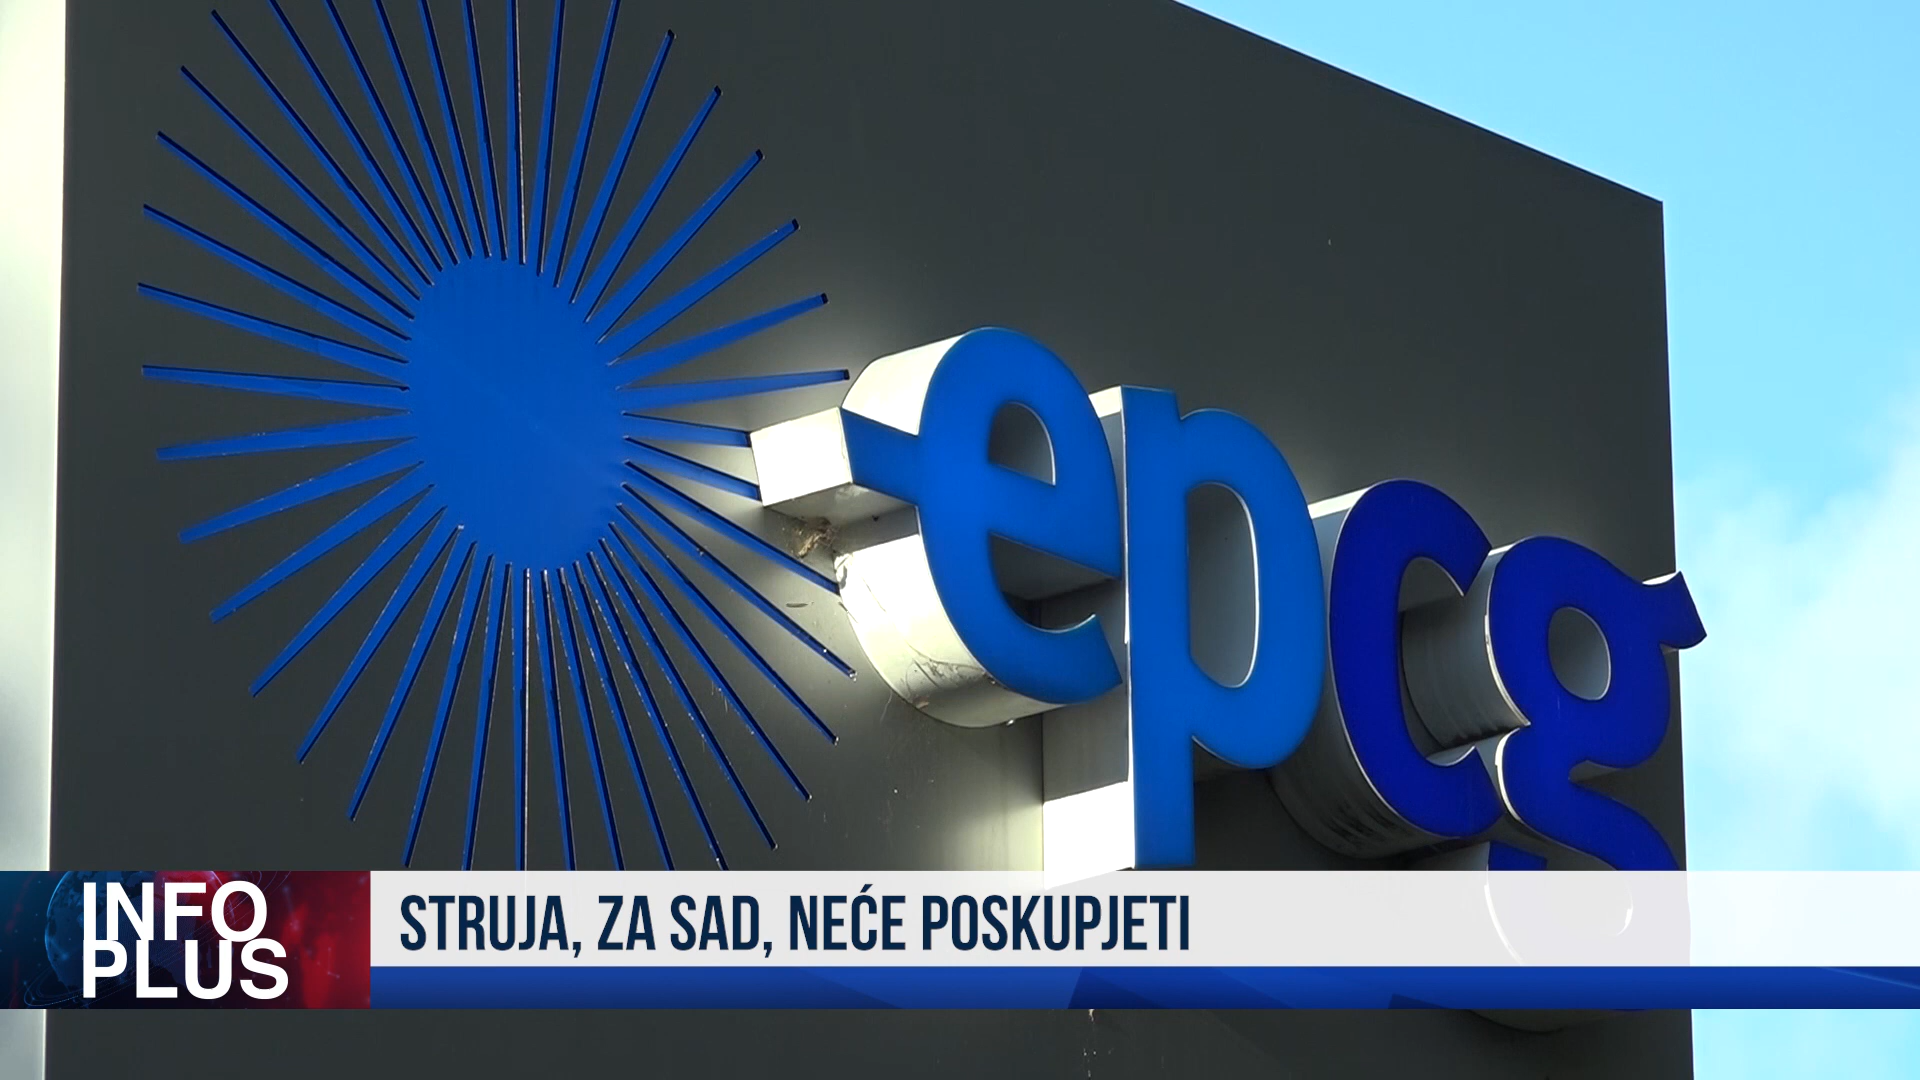 epcg
INFO
PLUS
STRUJA, ZA SAD, NEĆE POSKUPJETI